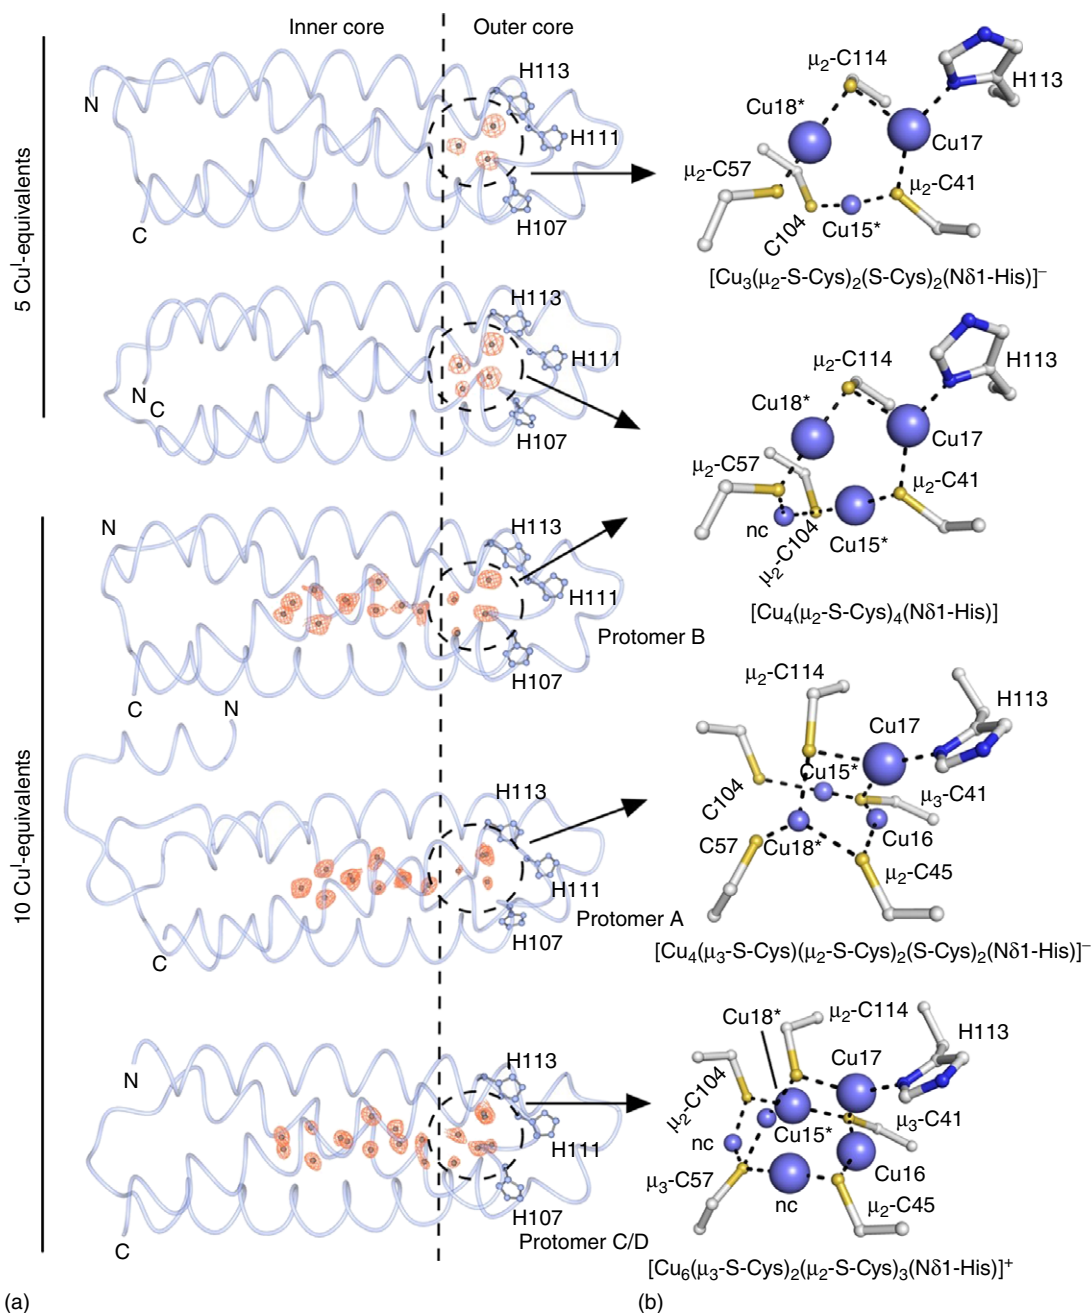 Inner core
Outer core
5 Cuᴵ-equivalents
N
C
H113
H111
H107
μ₂-C114
H113
Cu18*
Cu17
μ₂-C57
μ₂-C41
C104
Cu15*
[Cu₃(μ₂-S-Cys)₂(S-Cys)₂(Nδ1-His)]⁻
N
C
H113
H111
H107
μ₂-C114
H113
Cu18*
Cu17
μ₂-C57
μ₂-C41
nc
μ₂-C104
Cu15*
[Cu₄(μ₂-S-Cys)₄(Nδ1-His)]
10 Cuᴵ-equivalents
N
C
H113
H111
H107
Protomer B
N
C
H113
H111
H107
Protomer A
μ₂-C114
H113
Cu17
Cu15*
C104
μ₃-C41
C57
Cu18*
Cu16
μ₂-C45
[Cu₄(μ₃-S-Cys)(μ₂-S-Cys)₂(S-Cys)₂(Nδ1-His)]⁻
N
C
H113
H111
H107
Protomer C/D
Cu18*
μ₂-C114
H113
Cu17
μ₂-C104
nc
Cu15*
μ₃-C41
Cu16
μ₃-C57
nc
μ₂-C45
[Cu₆(μ₃-S-Cys)₂(μ₂-S-Cys)₃(Nδ1-His)]⁺
(a)
(b)